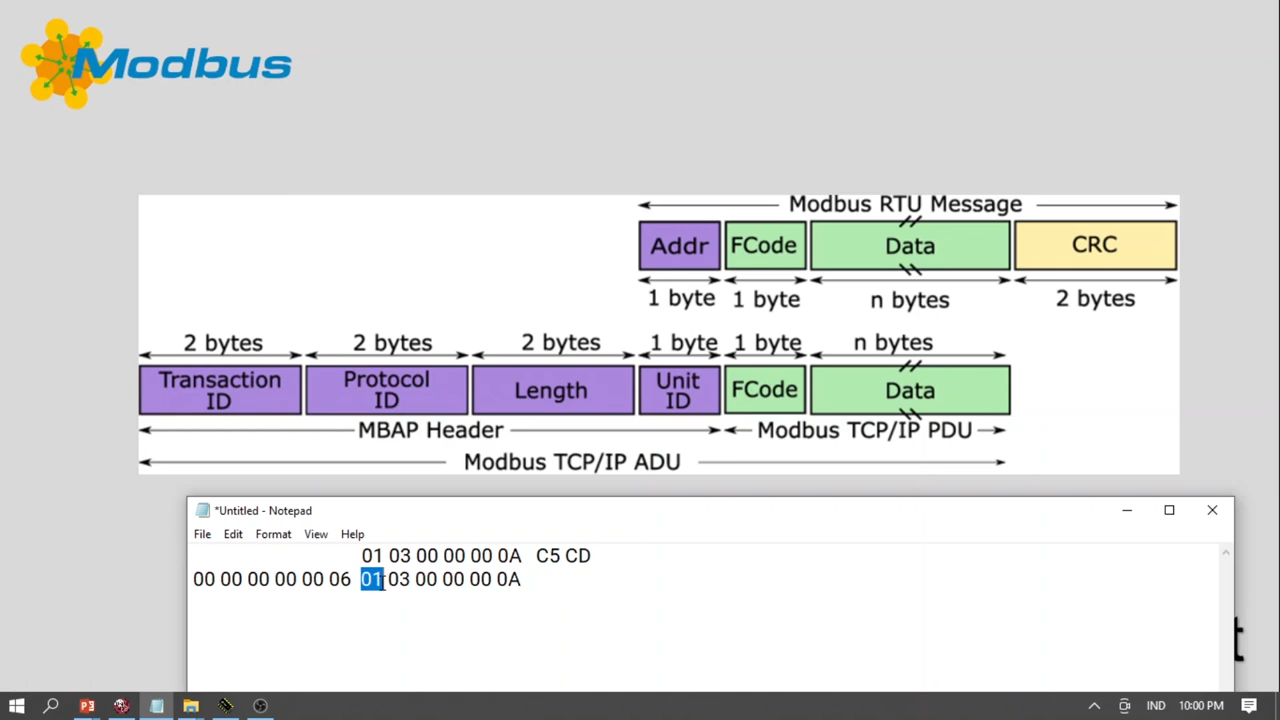 Modbus
Modbus RTU Message
Addr FCode Data CRC
1 byte 1 byte n bytes 2 bytes
2 bytes 2 bytes 2 bytes 1 byte 1 byte n bytes
Transaction ID Protocol ID Length Unit ID FCode Data
MBAP Header Modbus TCP/IP PDU
Modbus TCP/IP ADU
*Untitled - Notepad
File Edit Format View Help
01 03 00 00 00 0A C5 CD
00 00 00 00 00 06 01 03 00 00 00 0A
t
IND 10:00 PM